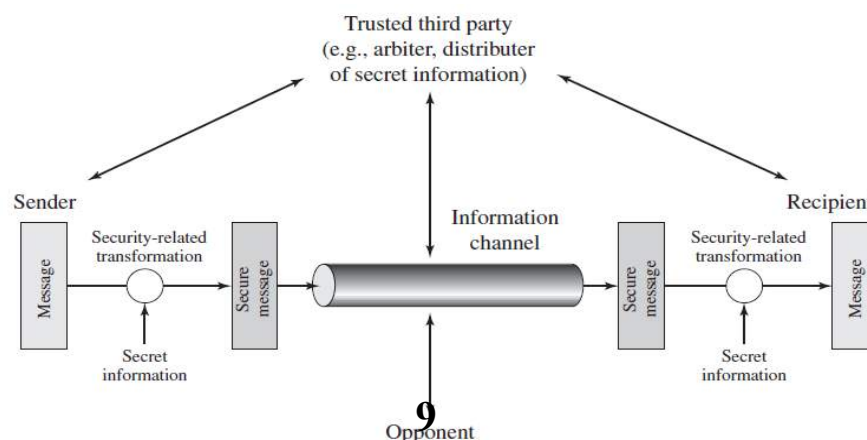 Trusted third party
(e.g., arbiter, distributer
of secret information)
Sender
Recipien
Information
channel
Security-related
transformation
Security-related
transformation
Message
Secure
message
Secure
message
Message
Secret
information
Secret
information
9
Opponent